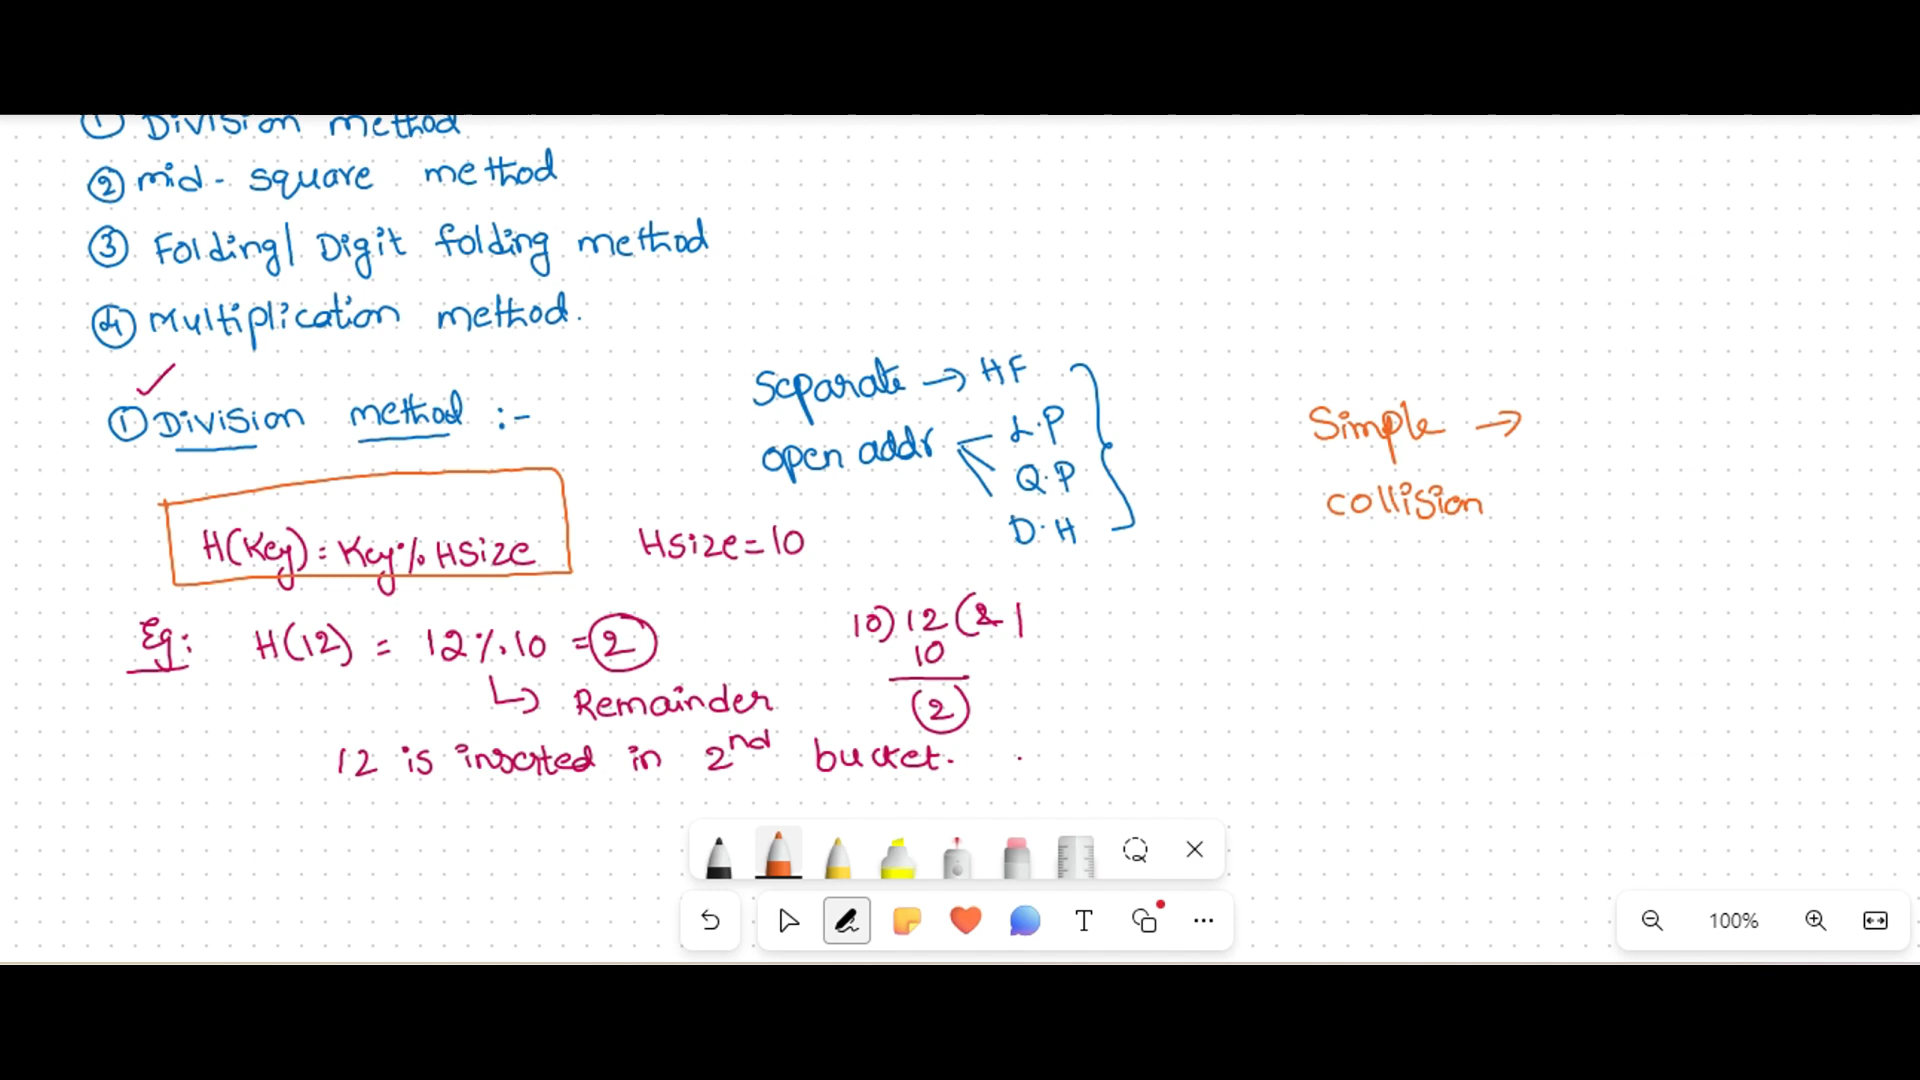 ① Division method
② mid-square method
③ Folding/ Digit folding method
④ Multiplication method.
① Division method :-
Separate → HF
open addr L.P
Q.P
D.H
Simple →
collision
H(Key) = Key % HSize
Hsize = 10
Eg: H(12) = 12 % 10 = 2
↳ Remainder
10) 12 ( 1
10
2
12 is inserted in 2nd bucket.
T
100%